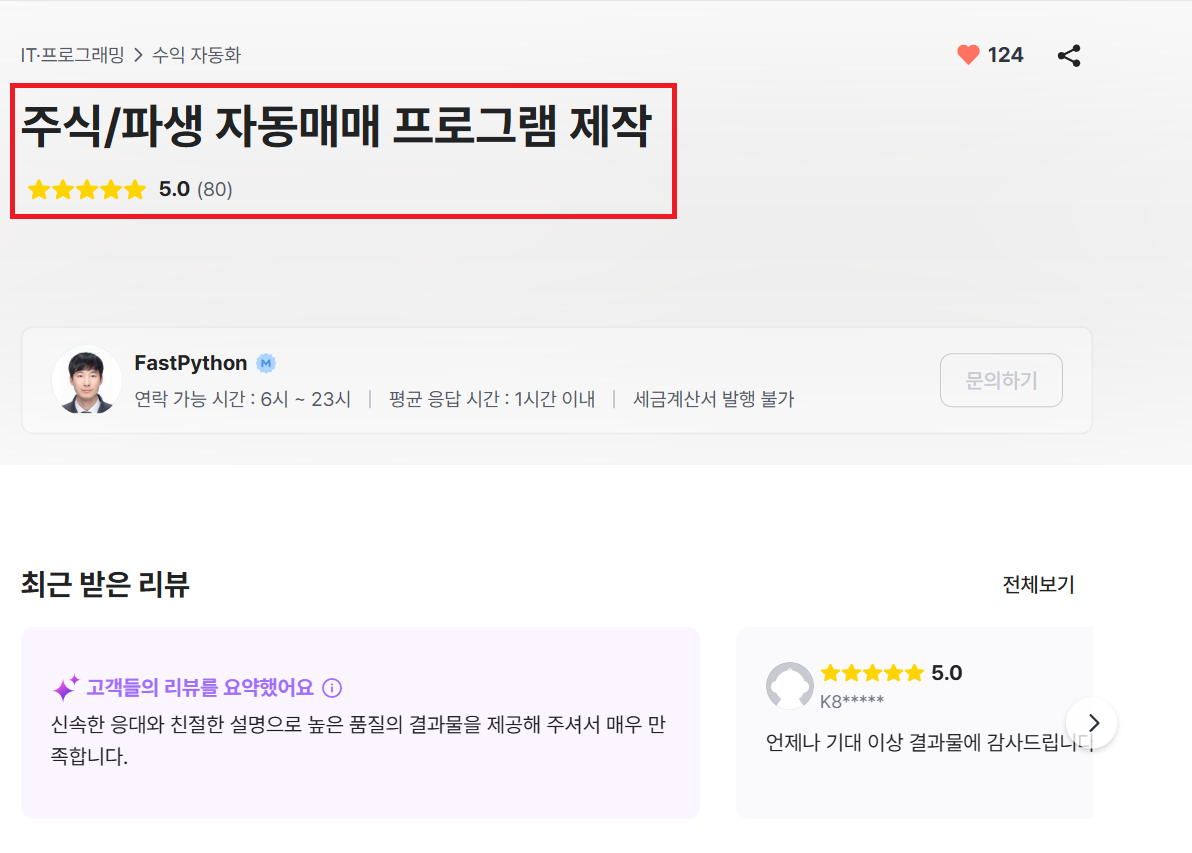 IT·프로그래밍 > 수익 자동화
124
주식/파생 자동매매 프로그램 제작
5.0 (80)
FastPython M
연락 가능 시간 : 6시 ~ 23시 | 평균 응답 시간 : 1시간 이내 | 세금계산서 발행 불가
문의하기
최근 받은 리뷰
전체보기
고객들의 리뷰를 요약했어요
신속한 응대와 친절한 설명으로 높은 품질의 결과물을 제공해 주셔서 매우 만
족합니다.
5.0
K8*****
언제나 기대 이상 결과물에 감사드립니다